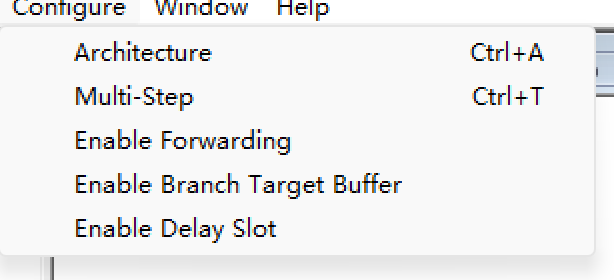 Configure Window Help
Architecture Ctrl+A
Multi-Step Ctrl+T
Enable Forwarding
Enable Branch Target Buffer
Enable Delay Slot